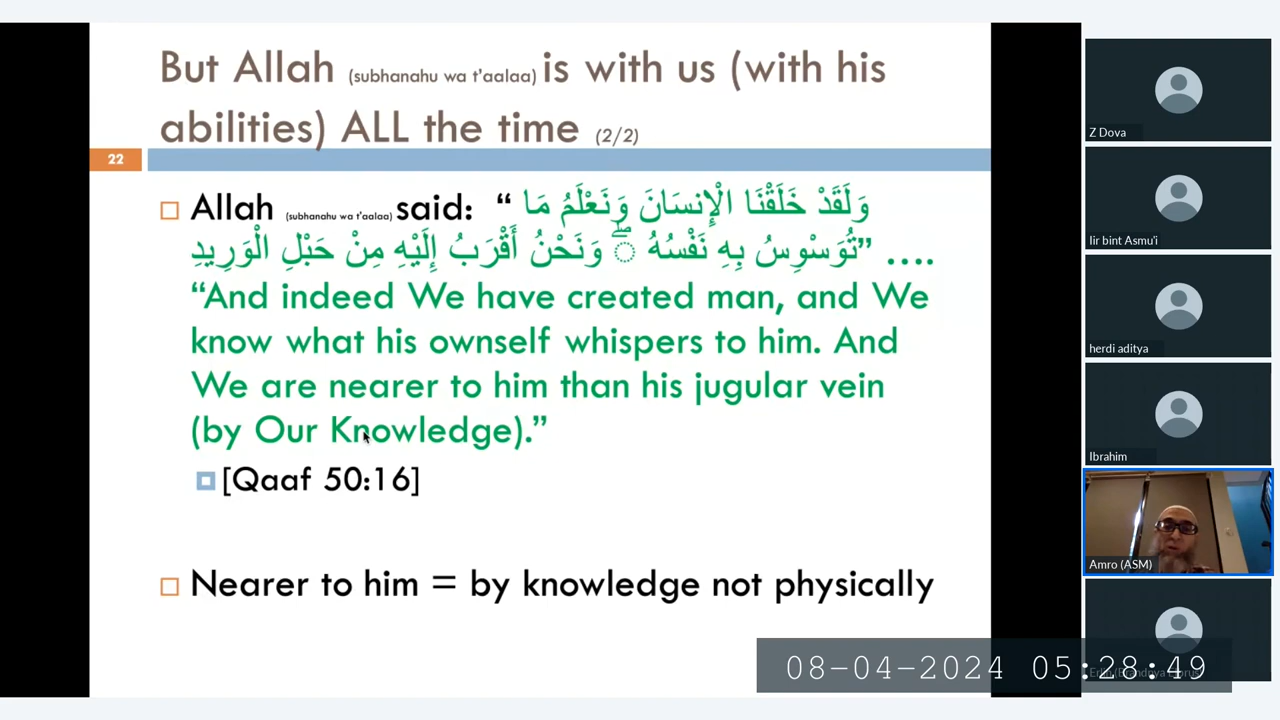 But Allah (subhanahu wa t'aalaa) is with us (with his
abilities) ALL the time (2/2)
22
Allah (subhanahu wa t'aalaa) said: “ وَلَقَدْ خَلَقْنَا الْإِنسَانَ وَنَعْلَمُ مَا
تُوَسْوِسُ بِهِ نَفْسُهُ ۖ وَنَحْنُ أَقْرَبُ إِلَيْهِ مِنْ حَبْلِ الْوَرِيدِ” ....
“And indeed We have created man, and We
know what his ownself whispers to him. And
We are nearer to him than his jugular vein
(by Our Knowledge).”
[Qaaf 50:16]
Nearer to him = by knowledge not physically
Z Dova
Iir bint Asmu'i
herdi aditya
Ibrahim
Amro (ASM)
08-04-2024 05:28:49